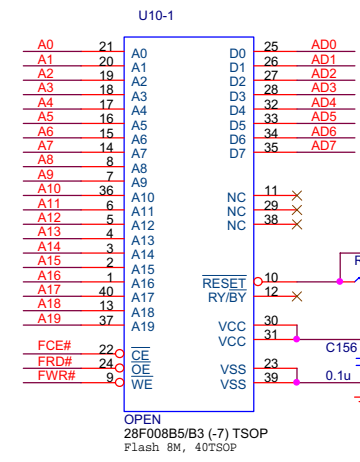 U10-1
A0 21 A0 D0 25 AD0
A1 20 A1 D1 26 AD1
A2 19 A2 D2 27 AD2
A3 18 A3 D3 28 AD3
A4 17 A4 D4 32 AD4
A5 16 A5 D5 33 AD5
A6 15 A6 D6 34 AD6
A7 14 A7 D7 35 AD7
A8 8 A8
A9 7 A9 NC 11
A10 36 A10 NC 29
A11 6 A11 NC 38
A12 5 A12
A13 4 A13
A14 3 A14
A15 2 A15 R
A16 1 A16 RESET 10
A17 40 A17 RY/BY 12
A18 13 A18
A19 37 A19 VCC 30
VCC 31
C156
FCE# 22 CE VSS 23
FRD# 24 OE VSS 39 0.1u
FWR# 9 WE
OPEN
28F008B5/B3 (-7) TSOP
Flash 8M, 40TSOP